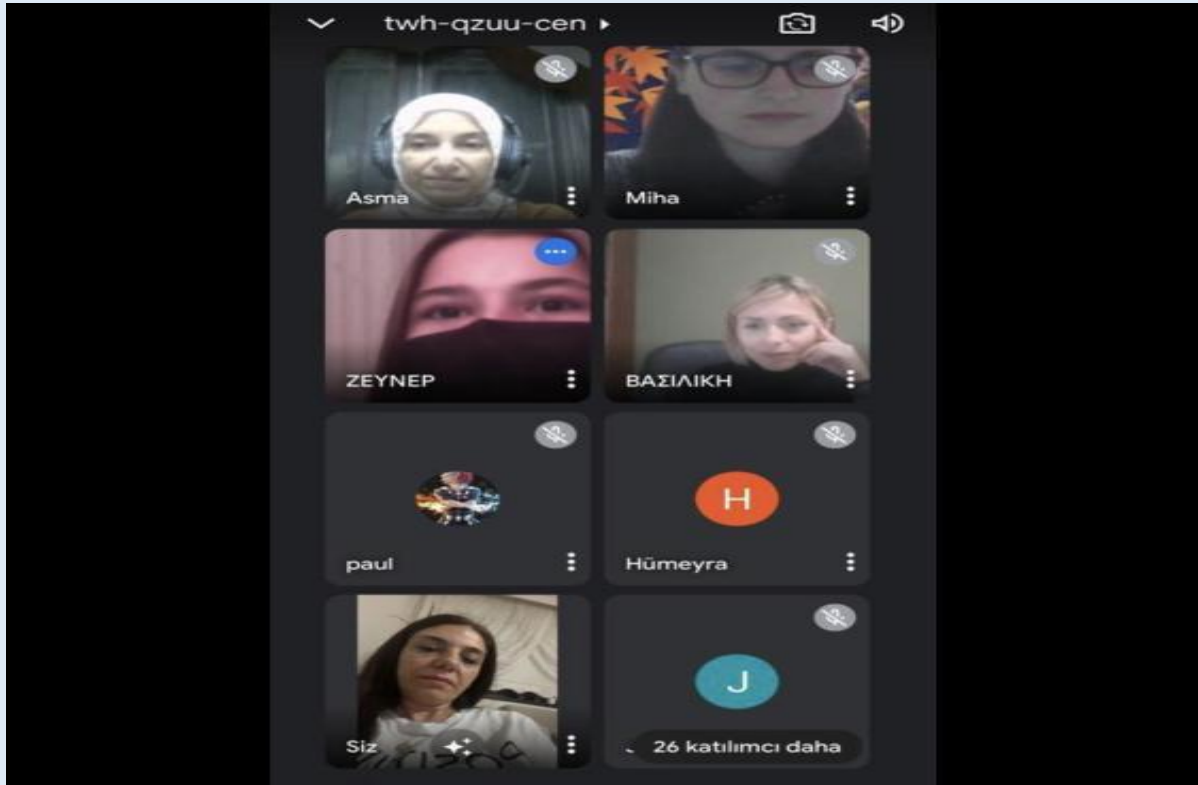 twh-qzuu-cen
Asma
Miha
ZEYNEP
ΒΑΣΙΛΙΚΗ
paul
H
Hümeyra
Siz
J
26 katılımcı daha